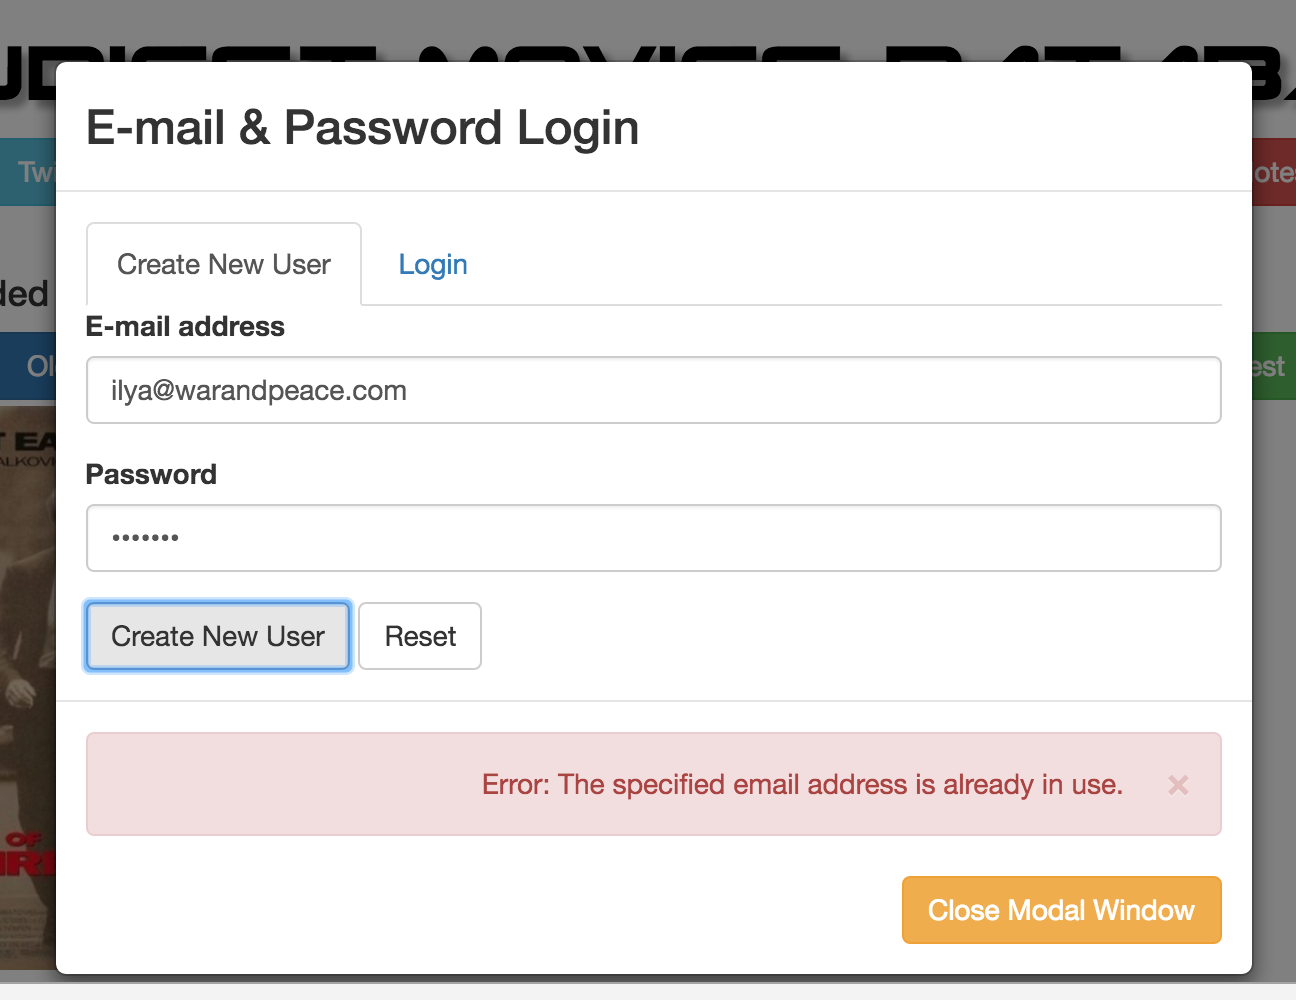 E-mail & Password Login
Create New User
Login
E-mail address
ilya@warandpeace.com
Password
•••••••
Create New User
Reset
Error: The specified email address is already in use.
×
Close Modal Window
OF